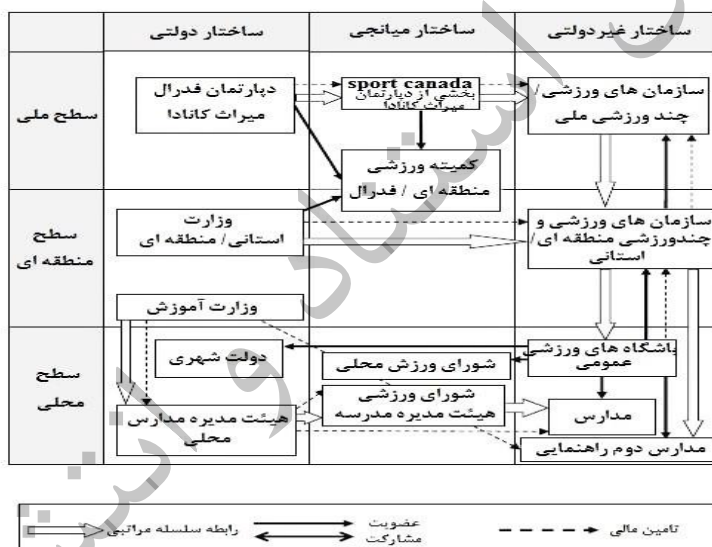 ساختار غیردولتی
ساختار میانجی
ساختار دولتی
سطح ملی
سازمان های ورزشی/
چند ورزشی ملی
sport canada
بخشی از دپارتمان
میراث کانادا
دپارتمان فدرال
میراث کانادا
کمیته ورزشی
منطقه ای / فدرال
سطح
منطقه ای
سازمان های ورزشی و
چندورزشی منطقه ای/
استانی
وزارت
استانی/ منطقه ای
وزارت آموزش
سطح
محلی
باشگاه های ورزشی
عمومی
شورای ورزش محلی
دولت شهری
مدارس
شورای ورزشی
هیئت مدیره مدرسه
هیئت مدیره مدارس
محلی
مدارس دوم راهنمایی
تامین مالی
عضویت
مشارکت
رابطه سلسله مراتبی